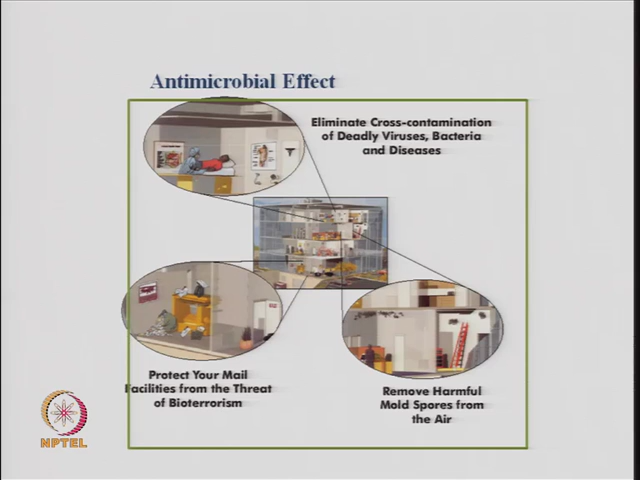 Antimicrobial Effect
Eliminate Cross-contamination
of Deadly Viruses, Bacteria
and Diseases
Protect Your Mail
Facilities from the Threat
of Bioterrorism
Remove Harmful
Mold Spores from
the Air
NPTEL